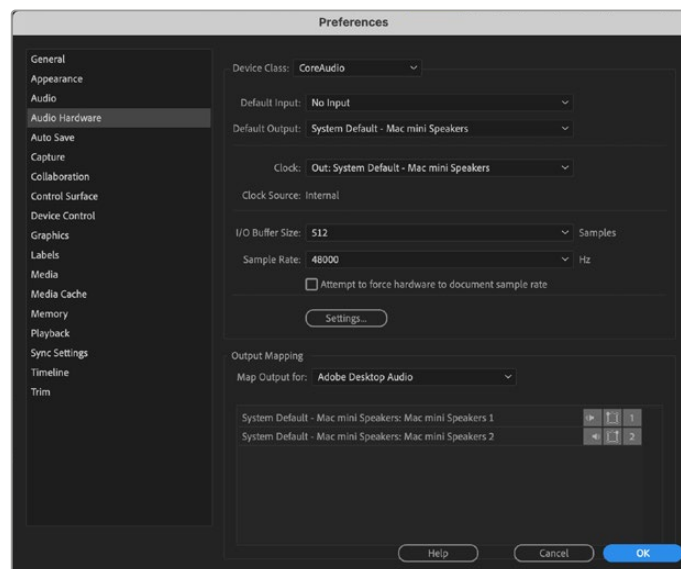 Preferences
General
Appearance
Audio
Audio Hardware
Auto Save
Capture
Collaboration
Control Surface
Device Control
Graphics
Labels
Media
Media Cache
Memory
Playback
Sync Settings
Timeline
Trim
Device Class: CoreAudio
Default Input: No Input
Default Output: System Default - Mac mini Speakers
Clock: Out: System Default - Mac mini Speakers
Clock Source: Internal
I/O Buffer Size: 512 Samples
Sample Rate: 48000 Hz
Attempt to force hardware to document sample rate
Settings...
Output Mapping
Map Output for: Adobe Desktop Audio
System Default - Mac mini Speakers: Mac mini Speakers 1 1
System Default - Mac mini Speakers: Mac mini Speakers 2 2
Help Cancel OK